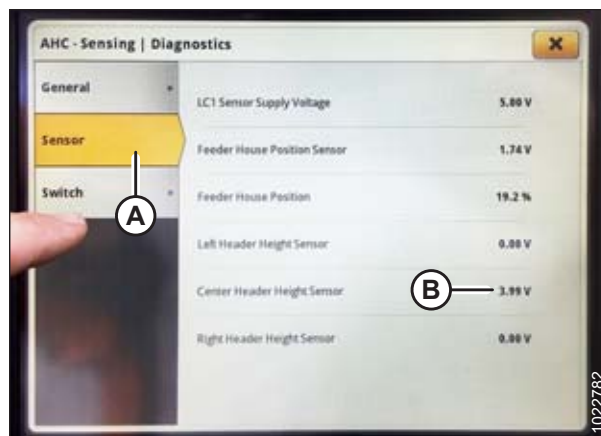 AHC - Sensing | Diagnostics
General
Sensor
Switch
LC1 Sensor Supply Voltage 5.00 V
Feeder House Position Sensor 1.74 V
Feeder House Position 19.2 %
Left Header Height Sensor 0.00 V
Center Header Height Sensor 3.99 V
Right Header Height Sensor 0.00 V
A
B
1022782